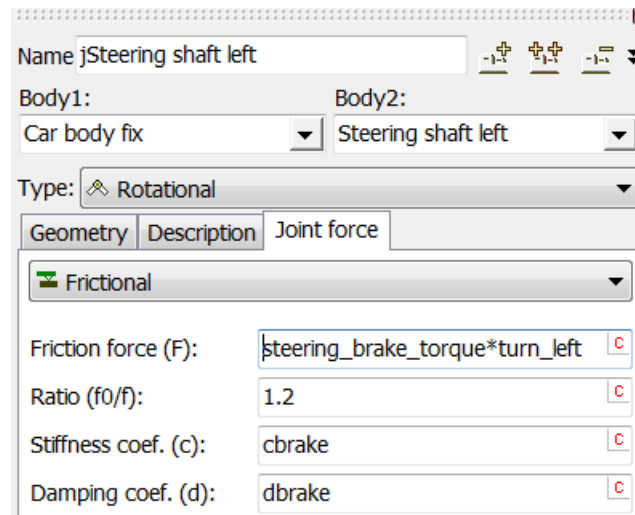 Name jSteering shaft left
Body1: Body2:
Car body fix Steering shaft left
Type: Rotational
Geometry Description Joint force
Frictional
Friction force (F): steering_brake_torque*turn_left C
Ratio (f0/f): 1.2 C
Stiffness coef. (c): cbrake C
Damping coef. (d): dbrake C